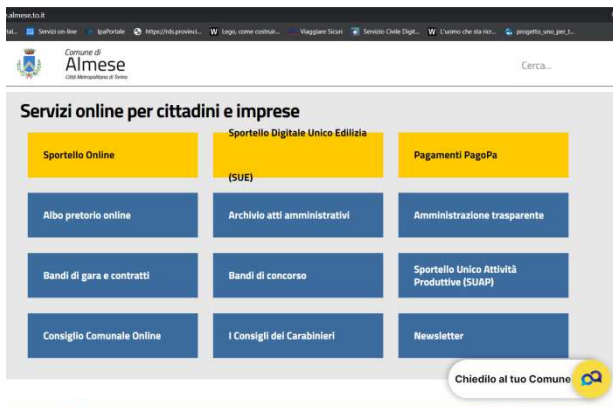 .almese.to.it
Servizi on-line
IpaPortale
https://rds.provinci...
Lego, come costruir...
Viaggiare Sicuri
Servizio Civile Digit...
L'uomo che sta ricr...
progetto_uno_per_t...
Comune di
Almese
Città Metropolitana di Torino
Cerca...
Servizi online per cittadini e imprese
Sportello Online
Sportello Digitale Unico Edilizia
(SUE)
Pagamenti PagoPa
Albo pretorio online
Archivio atti amministrativi
Amministrazione trasparente
Bandi di gara e contratti
Bandi di concorso
Sportello Unico Attività
Produttive (SUAP)
Consiglio Comunale Online
I Consigli dei Carabinieri
Newsletter
Chiedilo al tuo Comune